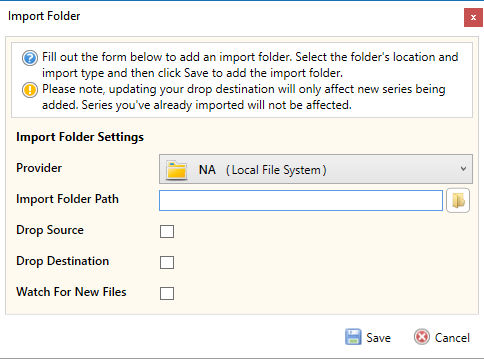 Import Folder
x
Fill out the form below to add an import folder. Select the folder's location and
import type and then click Save to add the import folder.
Please note, updating your drop destination will only affect new series being
added. Series you've already imported will not be affected.
Import Folder Settings
Provider
NA ( Local File System )
Import Folder Path
Drop Source
Drop Destination
Watch For New Files
Save Cancel